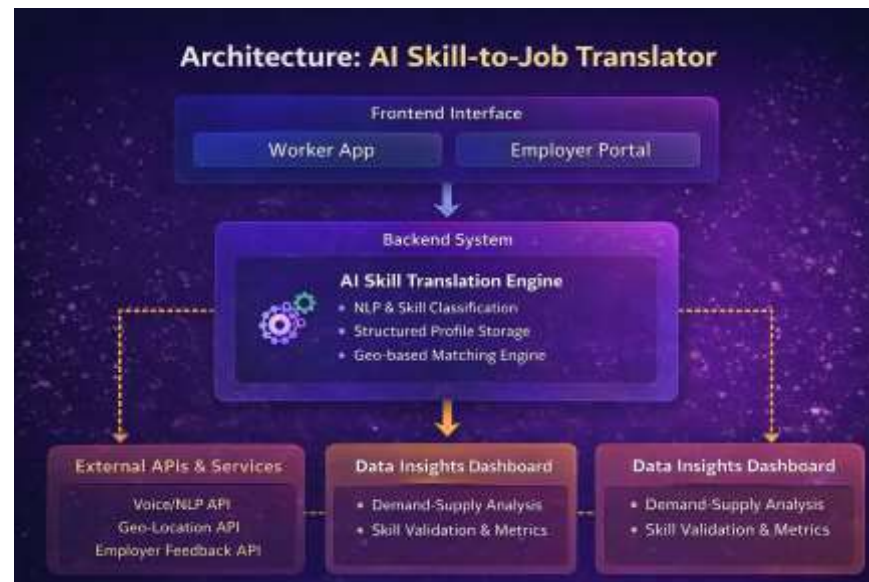 Architecture: AI Skill-to-Job Translator
Frontend Interface
Worker App
Employer Portal
Backend System
AI Skill Translation Engine
• NLP & Skill Classification
• Structured Profile Storage
• Geo-based Matching Engine
External APIs & Services
Voice/NLP API
Geo-Location API
Employer Feedback API
Data Insights Dashboard
• Demand-Supply Analysis
• Skill Validation & Metrics
Data Insights Dashboard
• Demand-Supply Analysis
• Skill Validation & Metrics